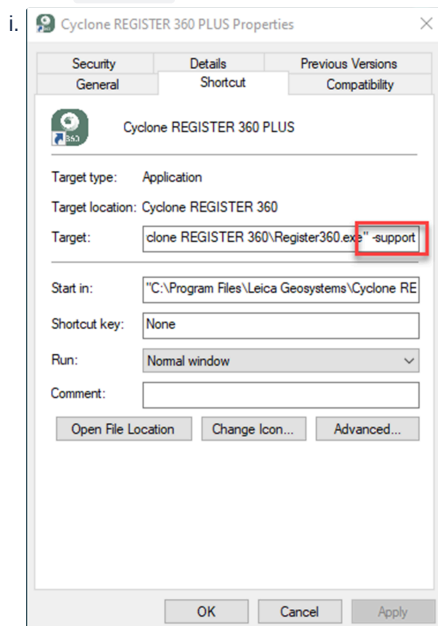 i.
Cyclone REGISTER 360 PLUS Properties
Security Details Previous Versions
General Shortcut Compatibility
360
Cyclone REGISTER 360 PLUS
Target type: Application
Target location: Cyclone REGISTER 360
Target: clone REGISTER 360\Register360.exe" -support
Start in: "C:\Program Files\Leica Geosystems\Cyclone RE
Shortcut key: None
Run: Normal window
Comment:
Open File Location Change Icon... Advanced...
OK Cancel Apply